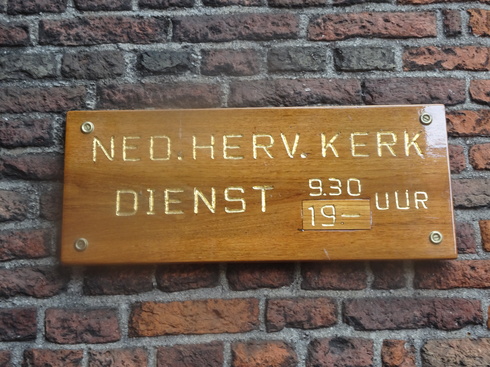 NED. HERV. KERK
DIENST 9.30 UUR
19-